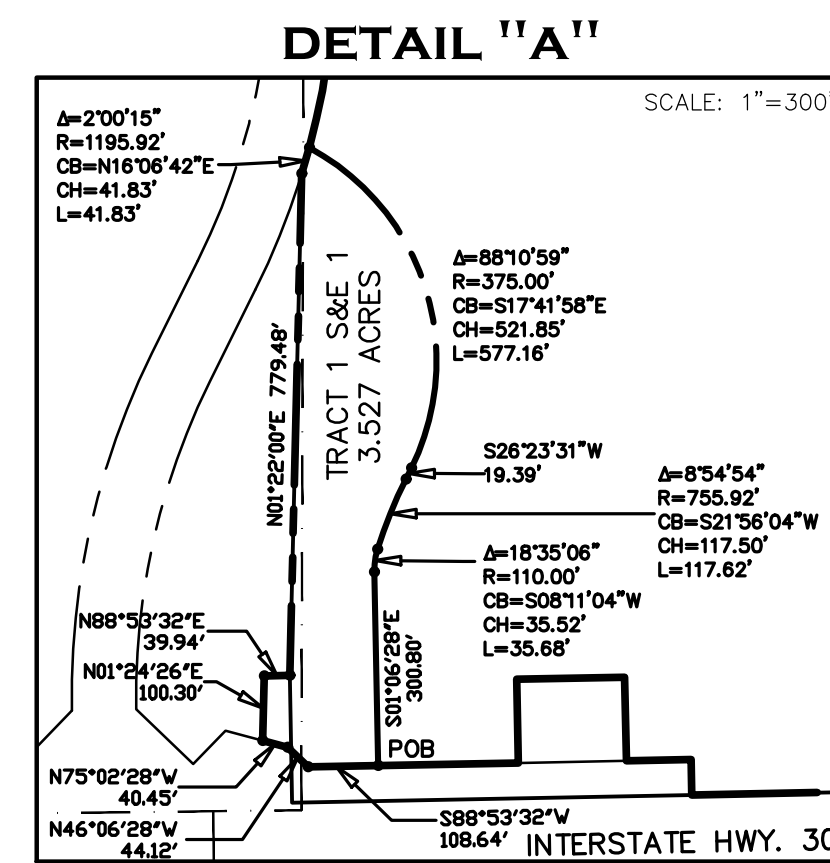 DETAIL "A"
SCALE: 1"=300'
Δ=2°00'15"
R=1195.92'
CB=N16°06'42"E
CH=41.83'
L=41.83'
Δ=88°10'59"
R=375.00'
CB=S17°41'58"E
CH=521.85'
L=577.16'
TRACT 1 S&E 1
3.527 ACRES
N01°22'00"E 779.48'
S26°23'31"W
19.39'
Δ=8°54'54"
R=755.92'
CB=S21°56'04"W
CH=117.50'
L=117.62'
Δ=18°35'06"
R=110.00'
CB=S08°11'04"W
CH=35.52'
L=35.68'
N88°53'32"E
39.94'
N01°24'26"E
100.30'
S01°06'28"E
300.80'
POB
N75°02'28"W
40.45'
N46°06'28"W
44.12'
S88°53'32"W
108.64'
INTERSTATE HWY. 30